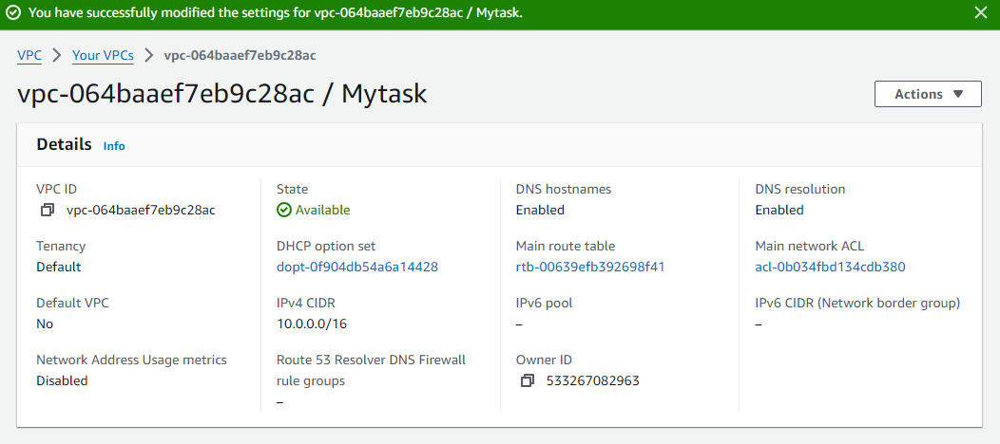 You have successfully modified the settings for vpc-064baaef7eb9c28ac / Mytask.
VPC > Your VPCs > vpc-064baaef7eb9c28ac
vpc-064baaef7eb9c28ac / Mytask
Actions
Details Info
VPC ID
vpc-064baaef7eb9c28ac
State
Available
DNS hostnames
Enabled
DNS resolution
Enabled
Tenancy
Default
DHCP option set
dopt-0f904db54a6a14428
Main route table
rtb-00639efb392698f41
Main network ACL
acl-0b034fbd134cdb380
Default VPC
No
IPv4 CIDR
10.0.0.0/16
IPv6 pool
–
IPv6 CIDR (Network border group)
–
Network Address Usage metrics
Disabled
Route 53 Resolver DNS Firewall
rule groups
–
Owner ID
533267082963